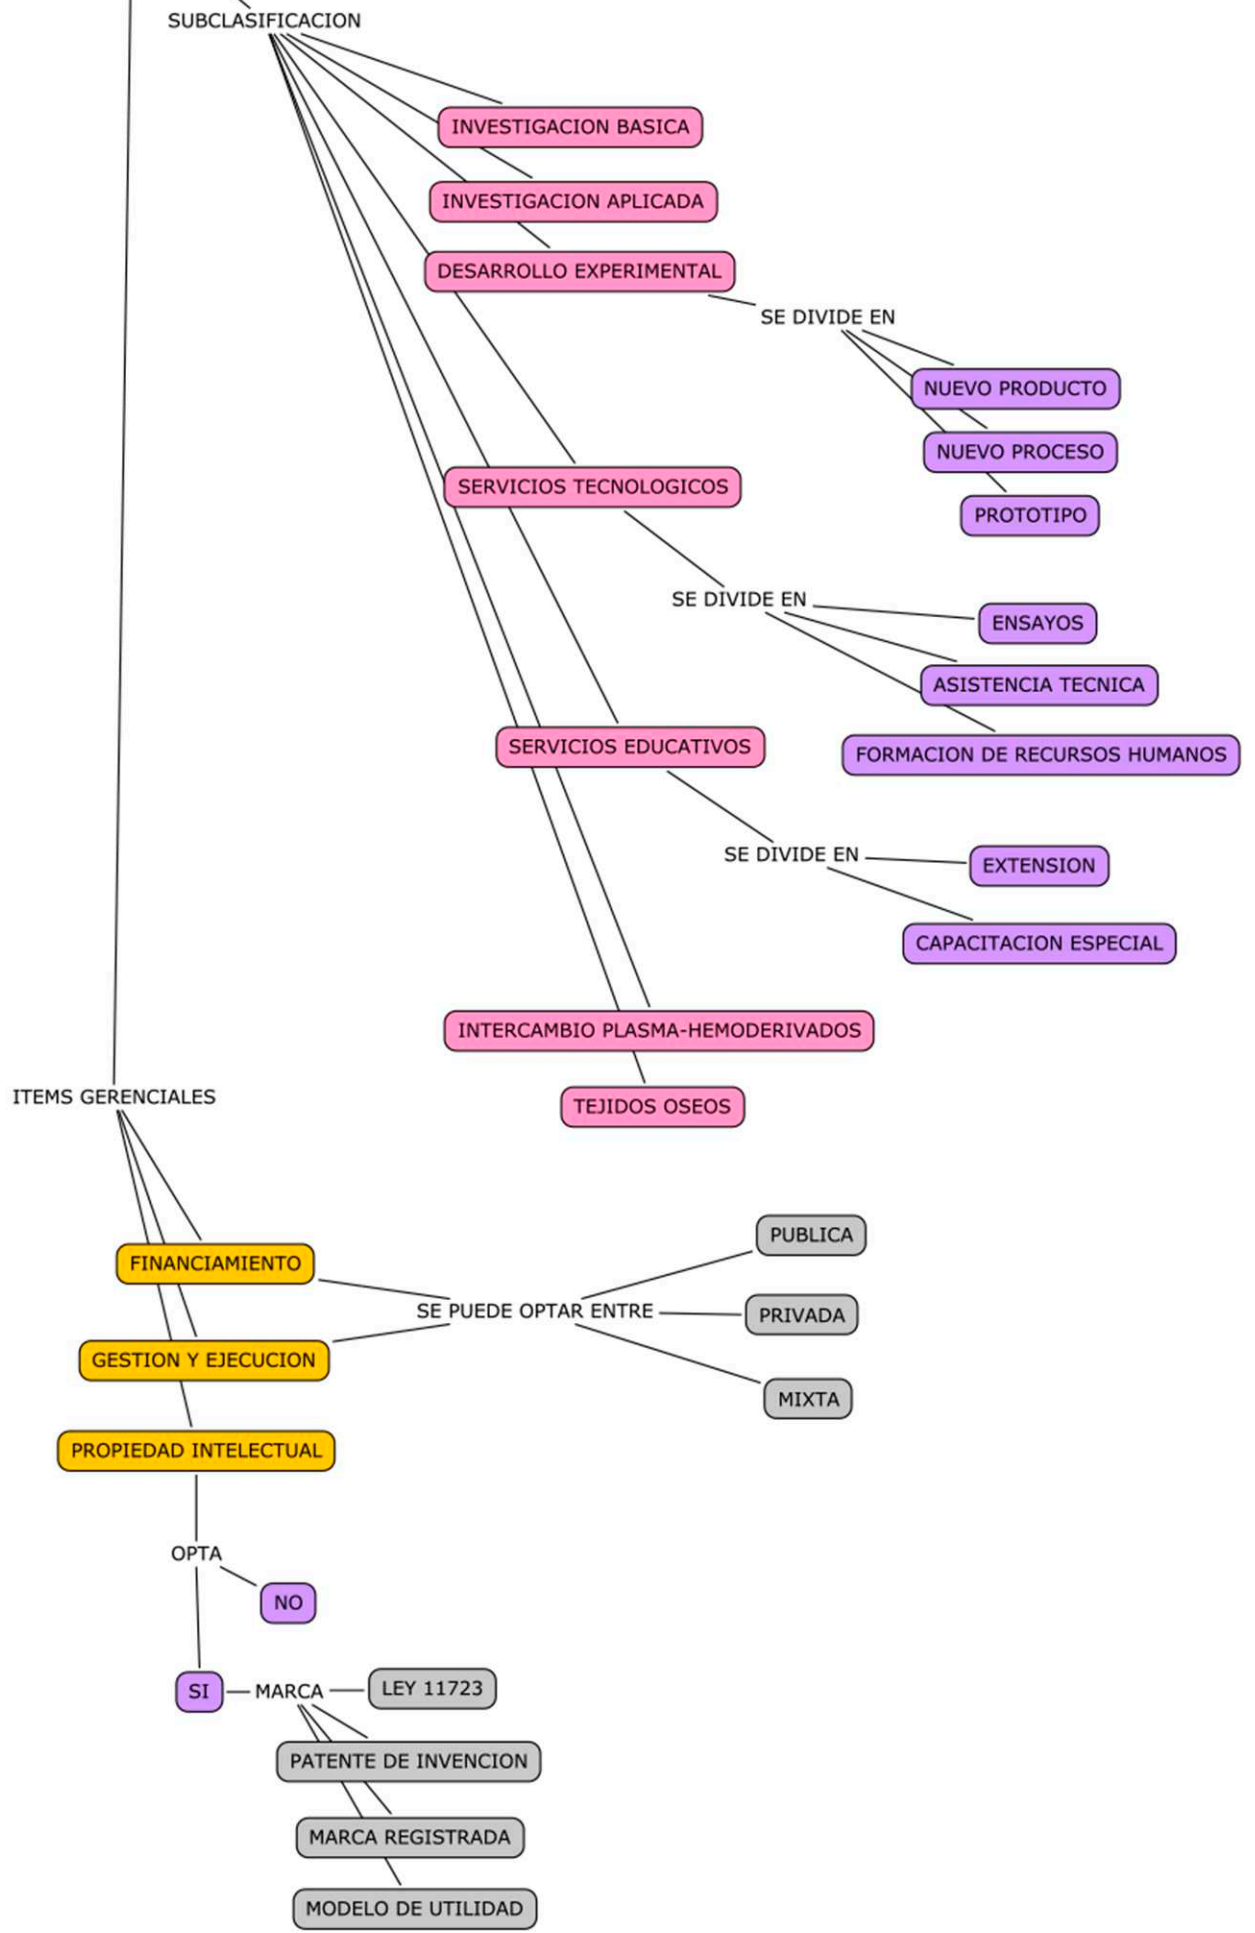 SUBCLASIFICACION
INVESTIGACION BASICA
INVESTIGACION APLICADA
DESARROLLO EXPERIMENTAL
SE DIVIDE EN
NUEVO PRODUCTO
NUEVO PROCESO
PROTOTIPO
SERVICIOS TECNOLOGICOS
SE DIVIDE EN
ENSAYOS
ASISTENCIA TECNICA
FORMACION DE RECURSOS HUMANOS
SERVICIOS EDUCATIVOS
SE DIVIDE EN
EXTENSION
CAPACITACION ESPECIAL
INTERCAMBIO PLASMA-HEMODERIVADOS
TEJIDOS OSEOS
ITEMS GERENCIALES
FINANCIAMIENTO
GESTION Y EJECUCION
SE PUEDE OPTAR ENTRE
PUBLICA
PRIVADA
MIXTA
PROPIEDAD INTELECTUAL
OPTA
NO
SI
MARCA
LEY 11723
PATENTE DE INVENCION
MARCA REGISTRADA
MODELO DE UTILIDAD